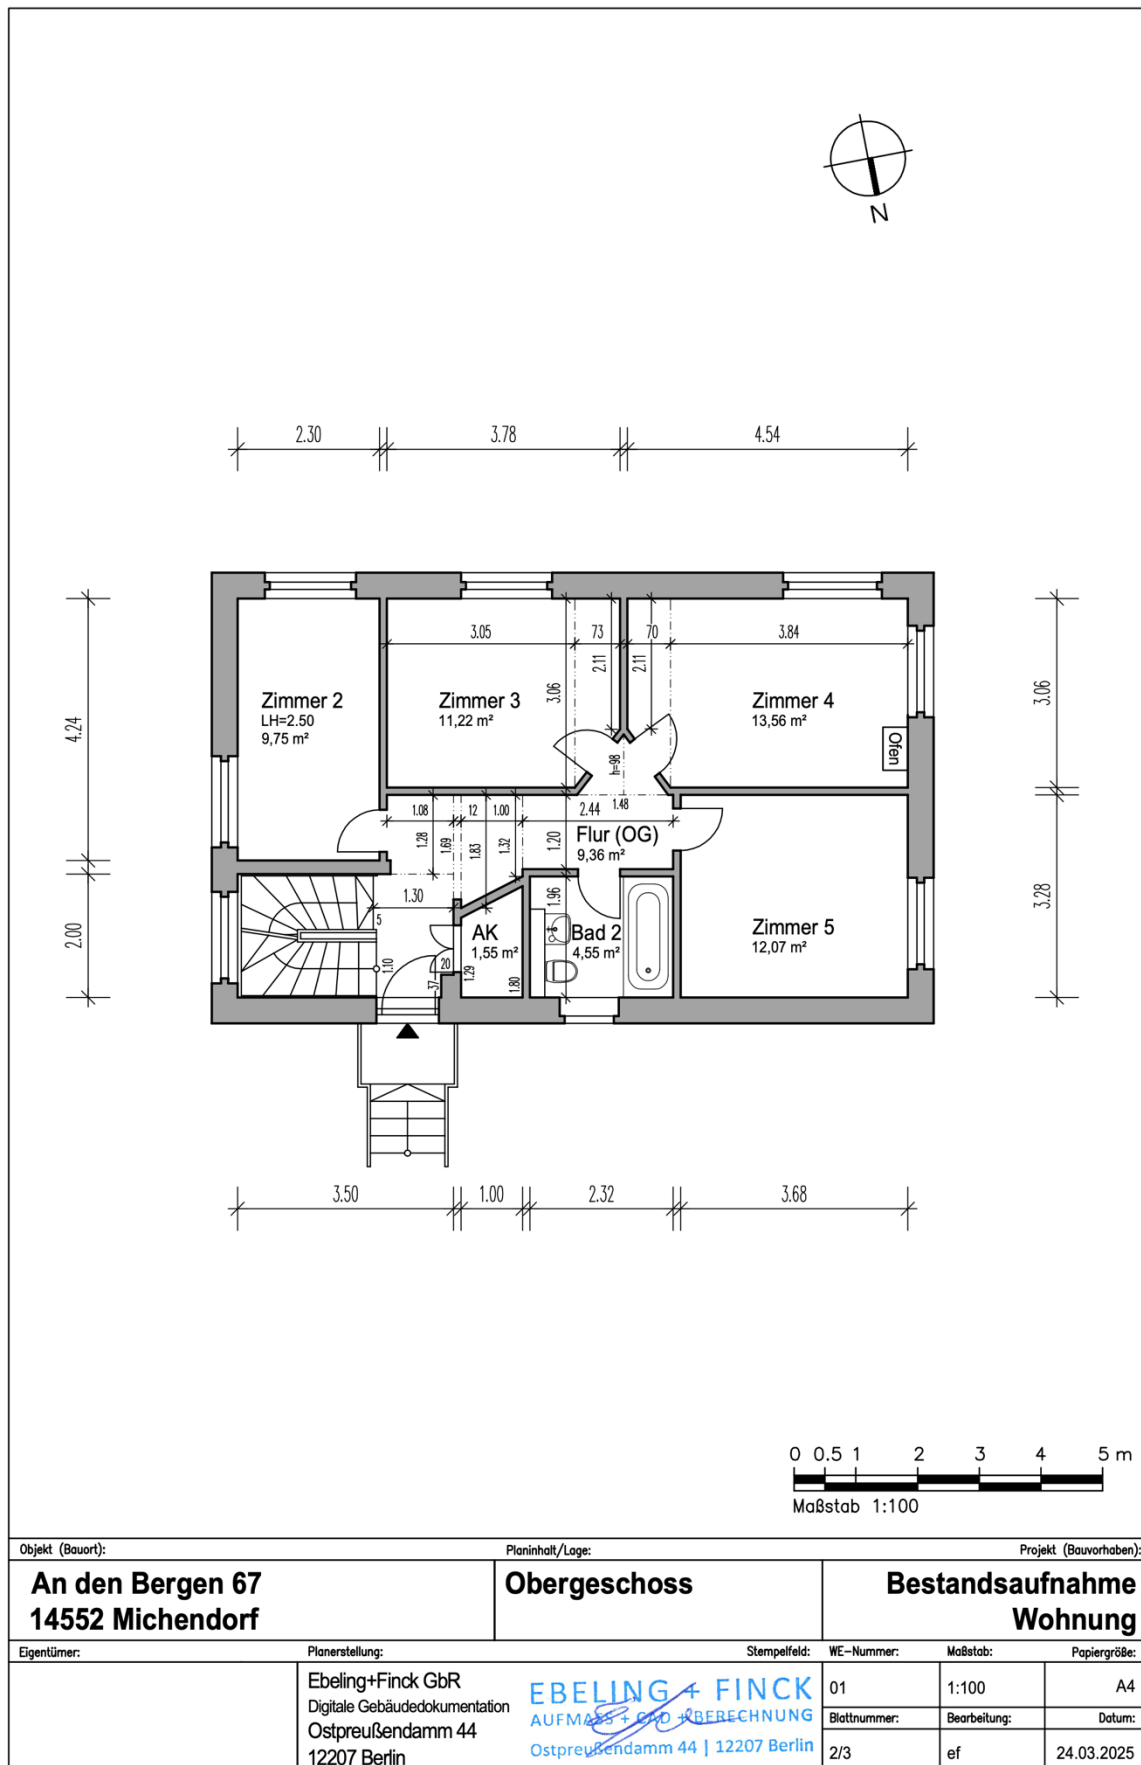 N
2.30
3.78
4.54
4.24
2.00
3.06
3.28
3.05
73
70
3.84
2.11
2.11
3.06
Zimmer 2
LH=2.50
9,75 m²
Zimmer 3
11,22 m²
Zimmer 4
13,56 m²
Ofen
h=98
1.48
1.08
12
1.00
2.44
1.28
1.69
1.83
1.32
1.20
Flur (OG)
9,36 m²
1.30
5
1.10
37
20
1.29
1.80
AK
1,55 m²
1.96
Bad 2
4,55 m²
Zimmer 5
12,07 m²
3.50
1.00
2.32
3.68
0 0.5 1 2 3 4 5 m
Maßstab 1:100
Objekt (Bauort):
An den Bergen 67
14552 Michendorf
Planinhalt/Lage:
Obergeschoss
Projekt (Bauvorhaben):
Bestandsaufnahme
Wohnung
Eigentümer:
Planerstellung:
Ebeling+Finck GbR
Digitale Gebäudedokumentation
Ostpreußendamm 44
12207 Berlin
Stempelfeld:
EBELING + FINCK
AUFMASS + CAD + BERECHNUNG
Ostpreußendamm 44 | 12207 Berlin
WE-Nummer:
01
Maßstab:
1:100
Papiergröße:
A4
Blattnummer:
2/3
Bearbeitung:
ef
Datum:
24.03.2025